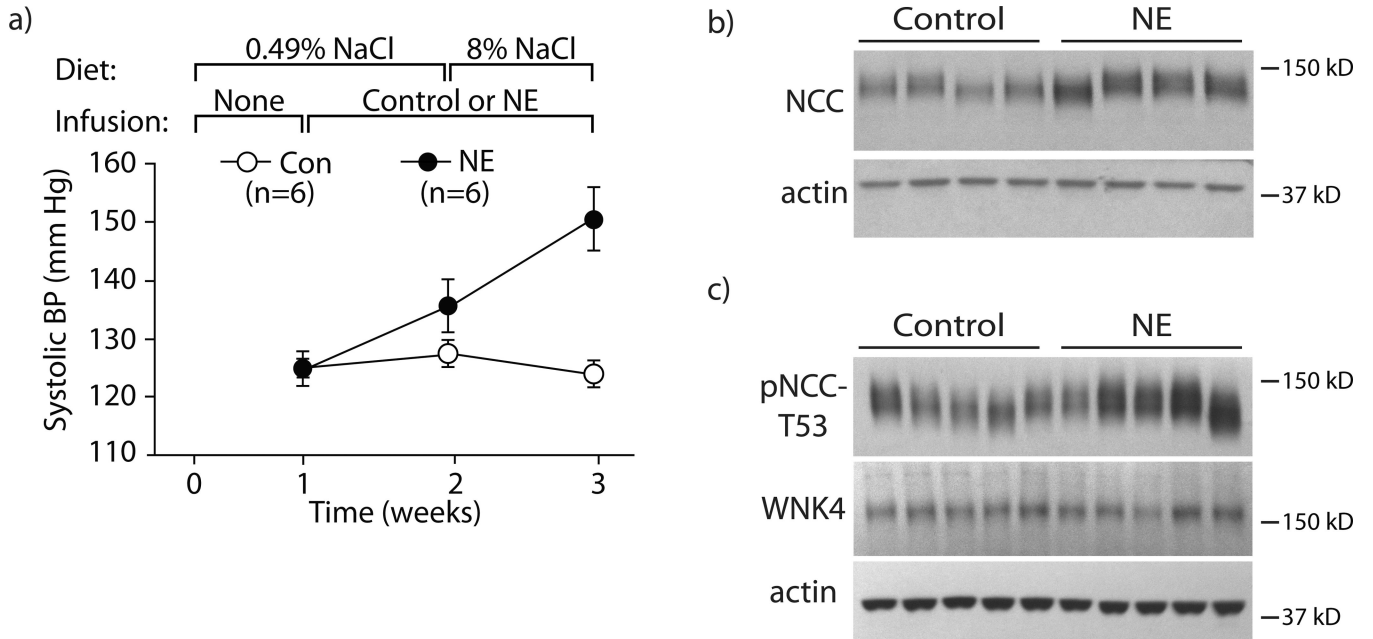 a)
0.49% NaCl 8% NaCl
Diet:
None Control or NE
Infusion:
Con NE
(n=6) (n=6)
160
150
140
130
120
110
Systolic BP (mm Hg)
0 1 2 3
Time (weeks)
b)
Control NE
NCC
150 kD
actin
37 kD
c)
Control NE
pNCC-
T53
150 kD
WNK4
150 kD
actin
37 kD